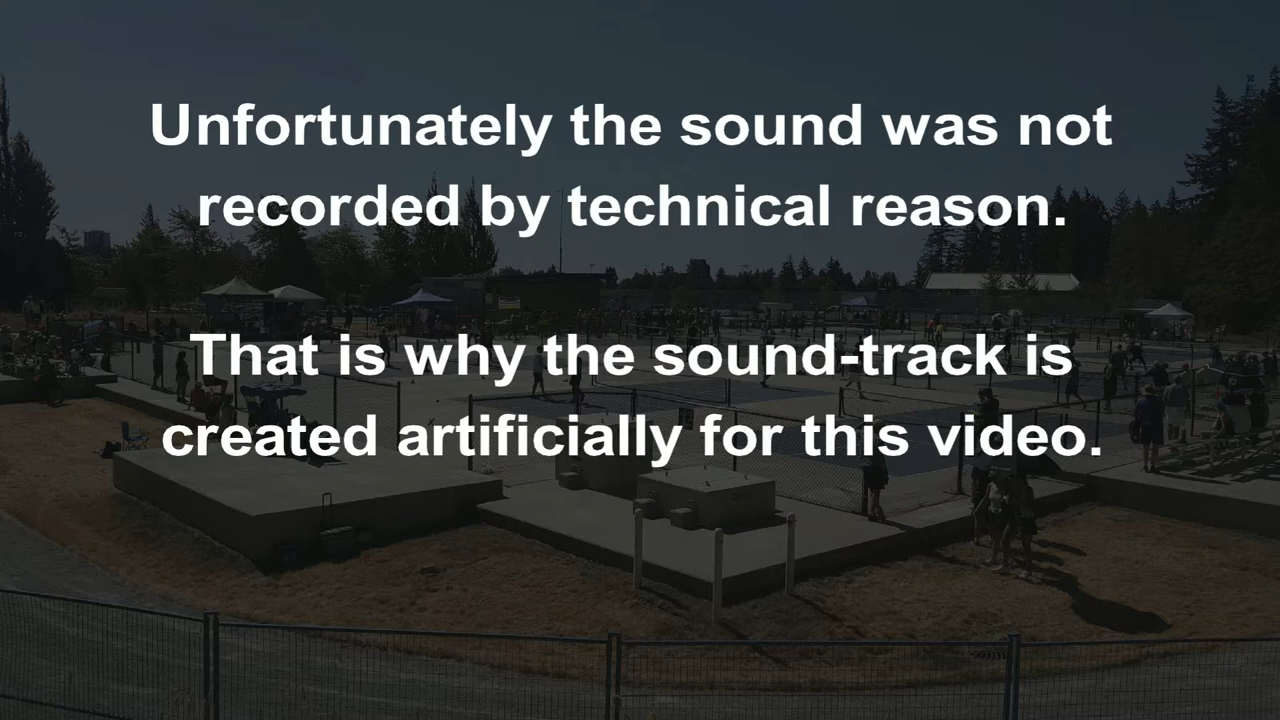 Unfortunately the sound was not
recorded by technical reason.
That is why the sound-track is
created artificially for this video.